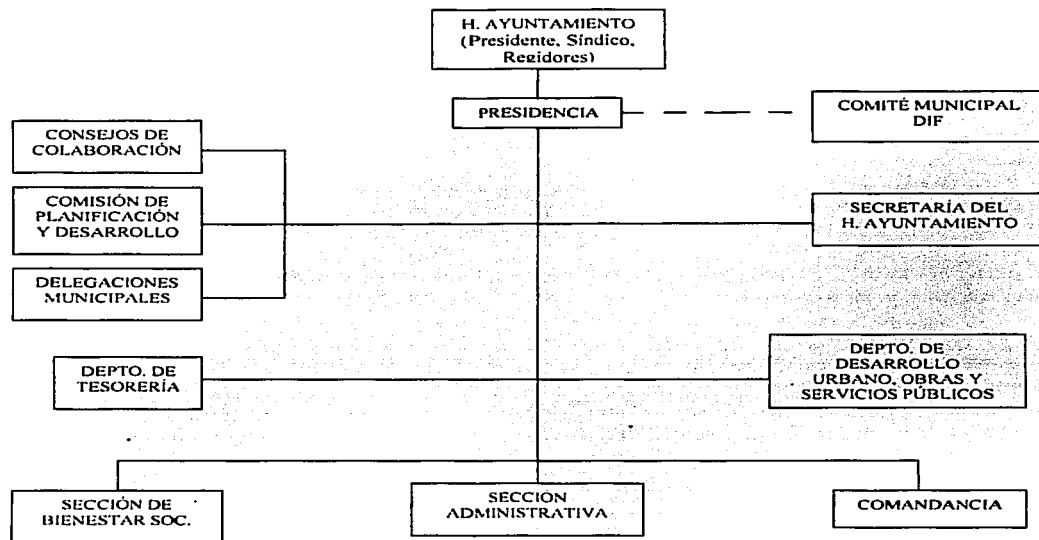 H. AYUNTAMIENTO
(Presidente, Síndico,
Regidores)
PRESIDENCIA
COMITÉ MUNICIPAL
DIF
CONSEJOS DE
COLABORACIÓN
COMISIÓN DE
PLANIFICACIÓN
Y DESARROLLO
SECRETARÍA DEL
H. AYUNTAMIENTO
DELEGACIONES
MUNICIPALES
DEPTO. DE
TESORERÍA
DEPTO. DE
DESARROLLO
URBANO, OBRAS Y
SERVICIOS PÚBLICOS
SECCIÓN DE
BIENESTAR SOC.
SECCIÓN
ADMINISTRATIVA
COMANDANCIA